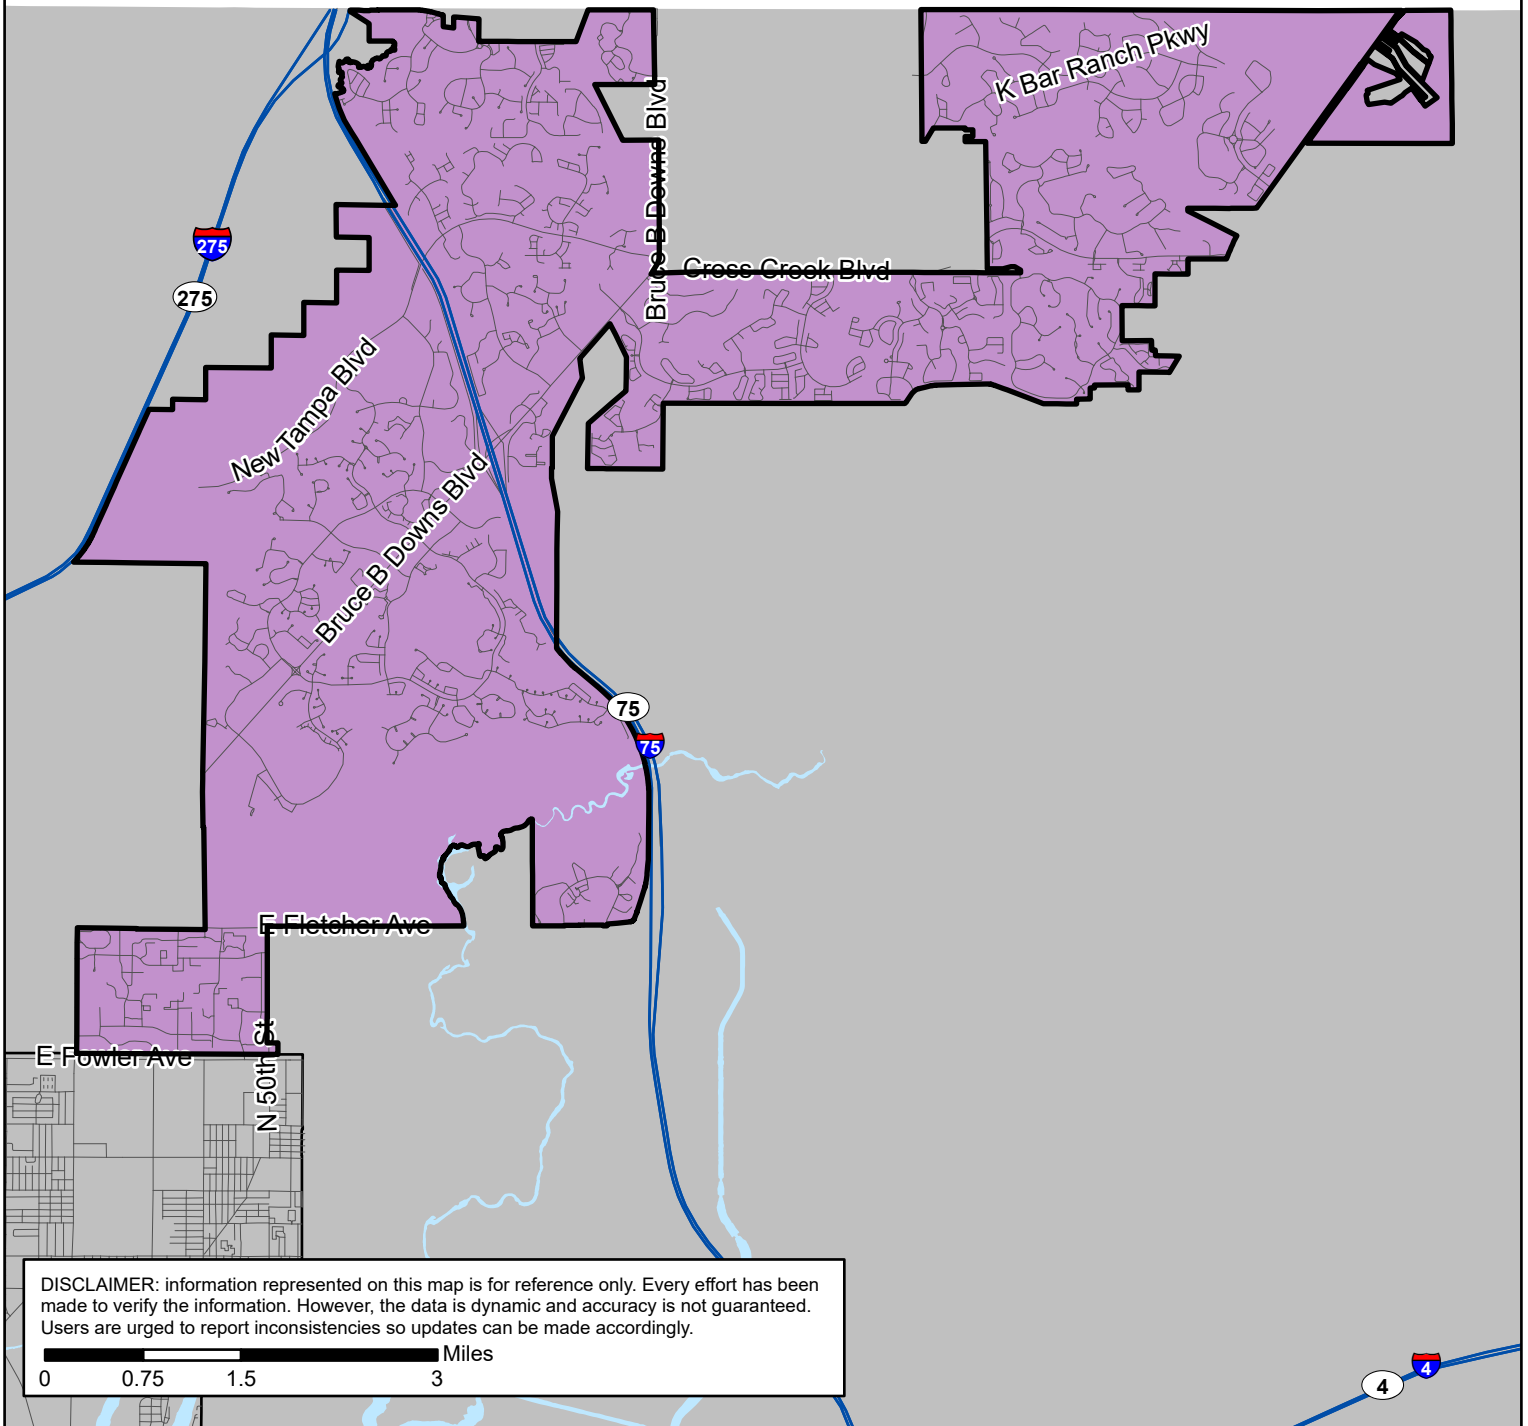 K Bar Ranch Pkwy
Bruce B Downs Blvd
275
275
Cross Creek Blvd
New Tampa Blvd
Bruce B Downs Blvd
75
75
E Fletcher Ave
E Fowler Ave
N 50th St
DISCLAIMER: information represented on this map is for reference only. Every effort has been
made to verify the information. However, the data is dynamic and accuracy is not guaranteed.
Users are urged to report inconsistencies so updates can be made accordingly.
Miles
0 0.75 1.5 3
4
4